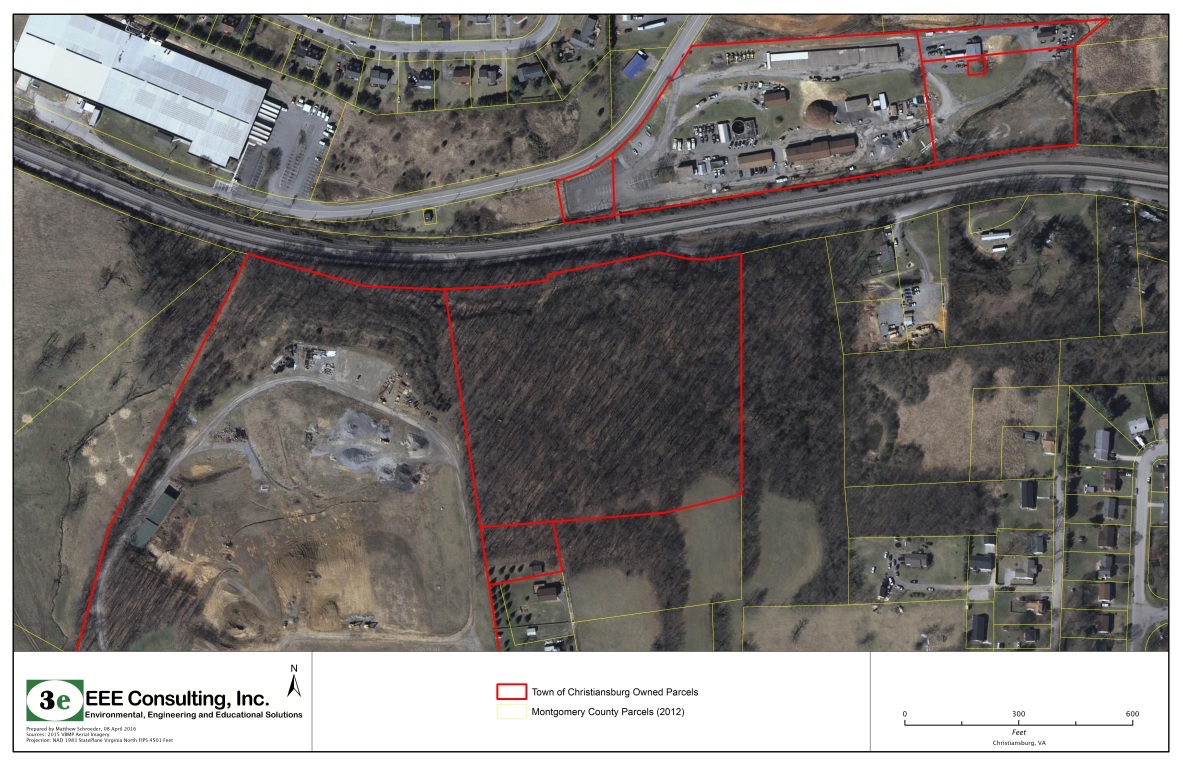 3e
EEE Consulting, Inc.
Environmental, Engineering and Educational Solutions
N
Prepared by Matthew Schroeder, 08 April 2016
Sources: 2015 VBMP Aerial Imagery
Projection: NAD 1983 StatePlane Virginia North FIPS 4501 Feet
Town of Christiansburg Owned Parcels
Montgomery County Parcels (2012)
0 300 600
Feet
Christiansburg, VA